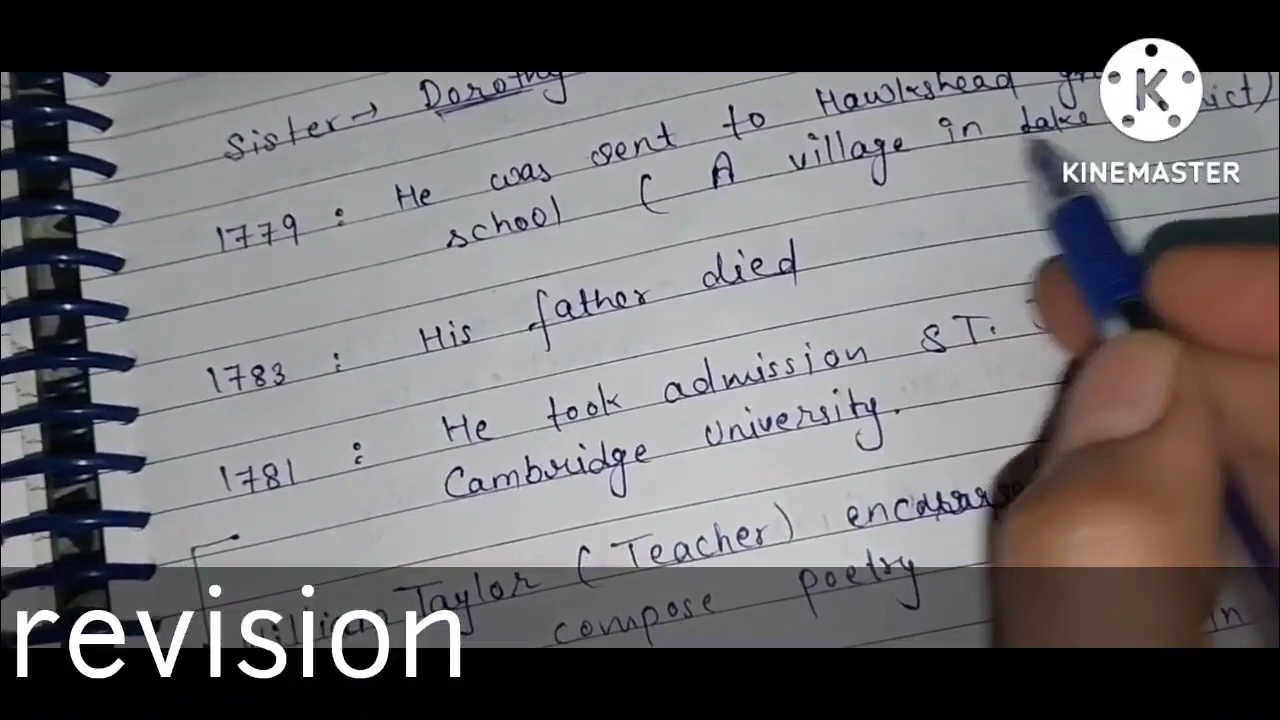 Sister → Dorothy
1779 : He was sent to Hawkshead
school ( A village in Lake
1783 : His father died
1781 : He took admission ST.
Cambridge University.
Taylor (Teacher)
compose poetry
in
KINEMASTER
revision